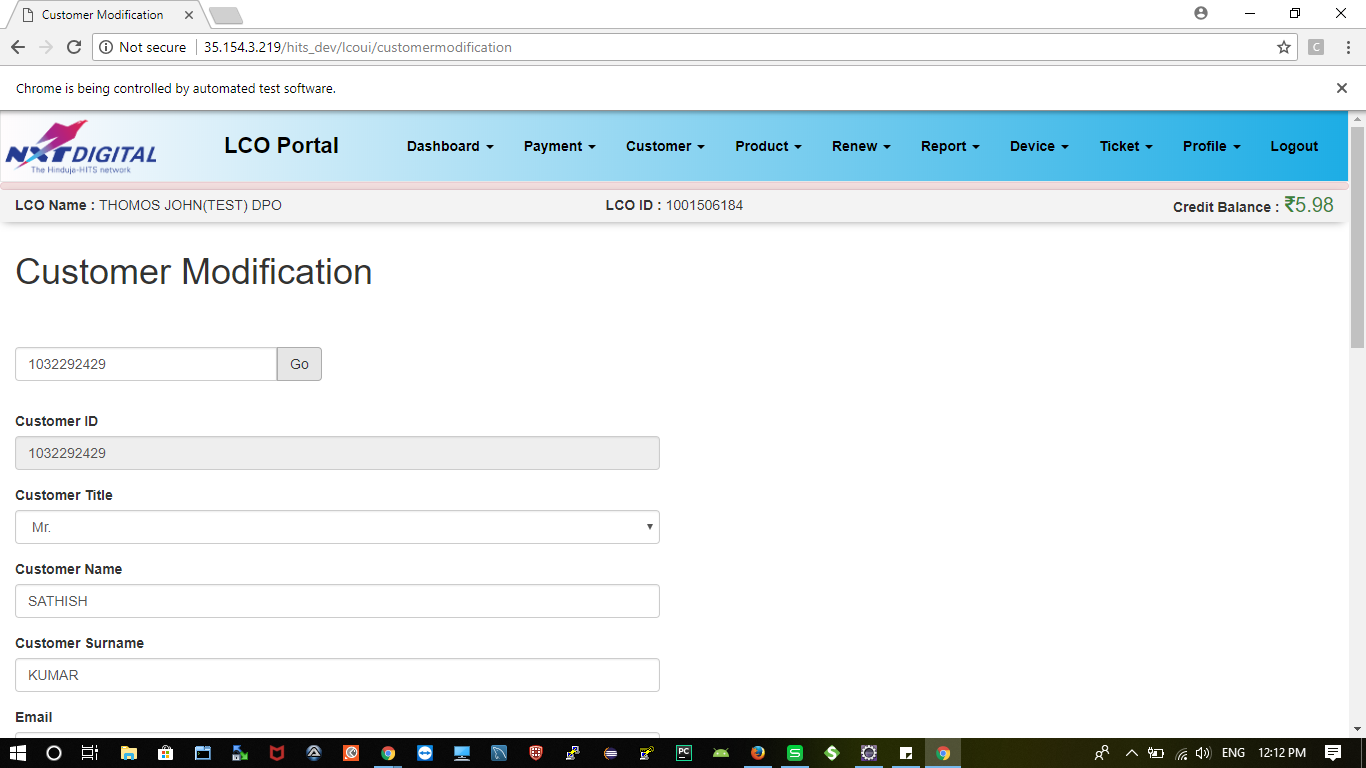 Customer Modification
Not secure 35.154.3.219/hits_dev/lcoui/customermodification
C
Chrome is being controlled by automated test software.
NXT DIGITAL
The Hinduja-HITS network
LCO Portal Dashboard Payment Customer Product Renew Report Device Ticket Profile Logout
LCO Name : THOMOS JOHN(TEST) DPO LCO ID : 1001506184 Credit Balance : ₹5.98
Customer Modification
1032292429 Go
Customer ID
1032292429
Customer Title
Mr.
Customer Name
SATHISH
Customer Surname
KUMAR
Email
PC S S ENG 12:12 PM